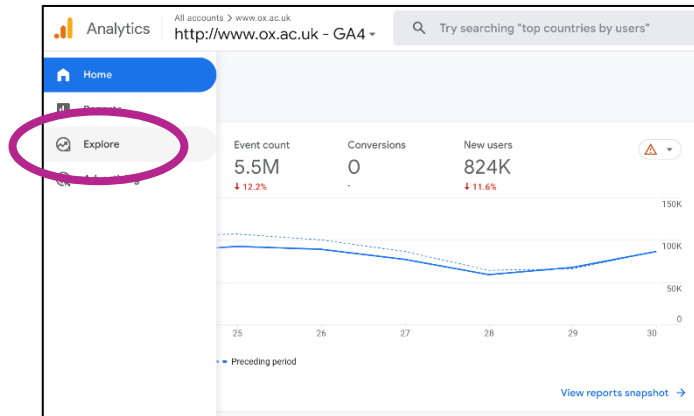 Analytics
All accounts > www.ox.ac.uk
http://www.ox.ac.uk - GA4
Try searching "top countries by users"
Home
Reports
Explore
Advertising
Event count
5.5M
↓ 12.2%
Conversions
0
-
New users
824K
↓ 11.6%
150K
100K
50K
0
25 26 27 28 29 30
Preceding period
View reports snapshot →